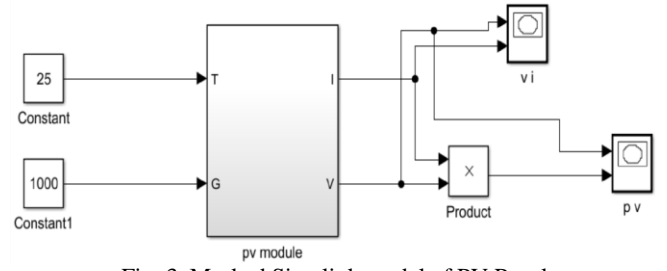 25
Constant
1000
Constant1
T
G
I
V
pv module
v i
X
Product
p v